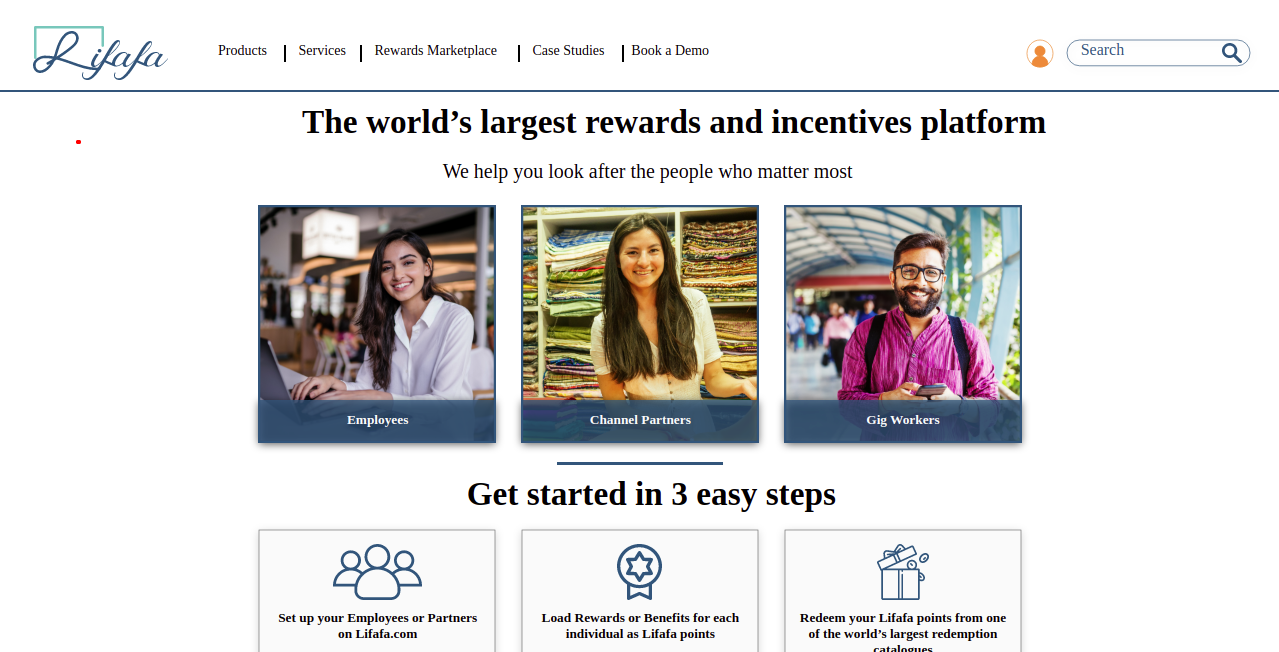 Lifafa
Products
Services
Rewards Marketplace
Case Studies
Book a Demo
Search
The world’s largest rewards and incentives platform
We help you look after the people who matter most
Employees
Channel Partners
Gig Workers
Get started in 3 easy steps
Set up your Employees or Partners
on Lifafa.com
Load Rewards or Benefits for each
individual as Lifafa points
Redeem your Lifafa points from one
of the world’s largest redemption
catalogues